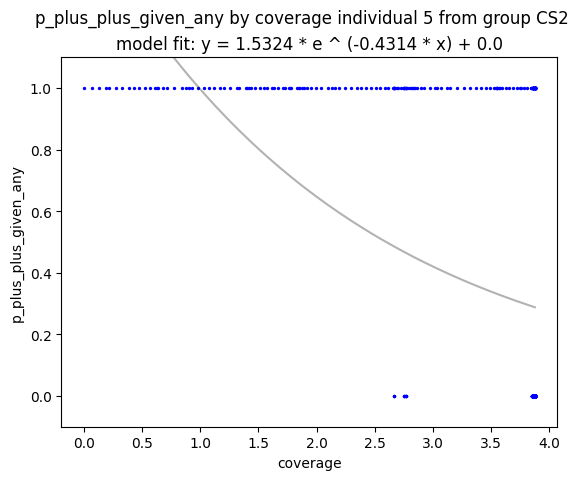 p_plus_plus_given_any by coverage individual 5 from group CS2
model fit: y = 1.5324 * e ^ (-0.4314 * x) + 0.0
1.0
0.8
0.6
0.4
0.2
0.0
p_plus_plus_given_any
0.0 0.5 1.0 1.5 2.0 2.5 3.0 3.5 4.0
coverage